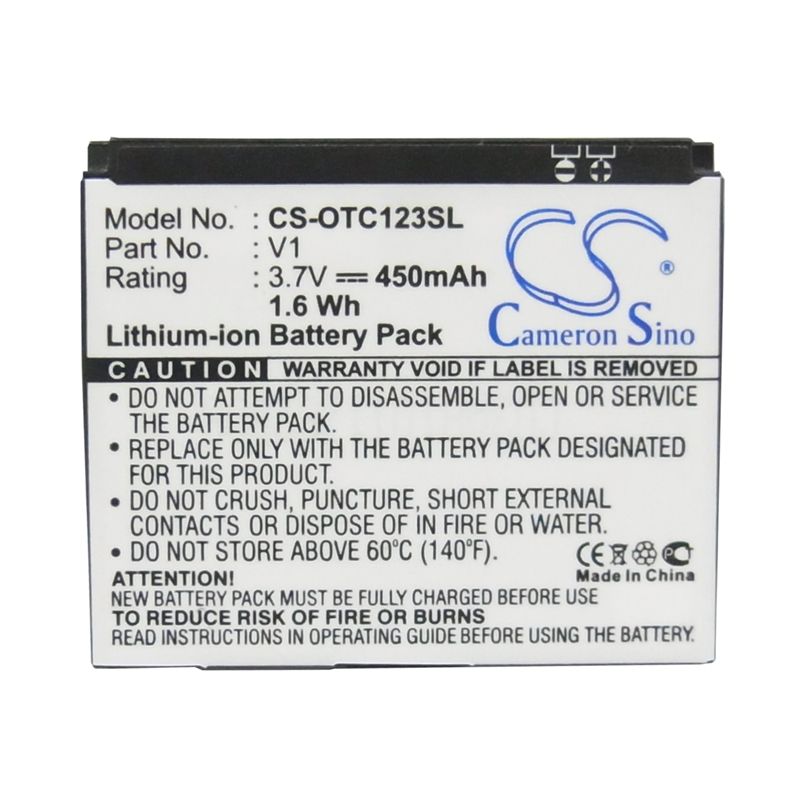 Model No. : CS-OTC123SL
Part No. : V1
Rating : 3.7V 450mAh
1.6 Wh
Lithium-ion Battery Pack
CS
Cameron Sino
CAUTION WARRANTY VOID IF LABEL IS REMOVED
• DO NOT ATTEMPT TO DISASSEMBLE, OPEN OR SERVICE
THE BATTERY PACK.
• REPLACE ONLY WITH THE BATTERY PACK DESIGNATED
FOR THIS PRODUCT
• DO NOT CRUSH, PUNCTURE, SHORT EXTERNAL
CONTACTS OR DISPOSE OF IN FIRE OR WATER.
• DO NOT STORE ABOVE 60°C (140°F).
CE
Made In China
ATTENTION!
NEW BATTERY PACK MUST BE FULLY CHARGED BEFORE USE
TO REDUCE RISK OF FIRE OR BURNS
READ INSTRUCTIONS IN OPERATING GUIDE BEFORE USING BATTERY